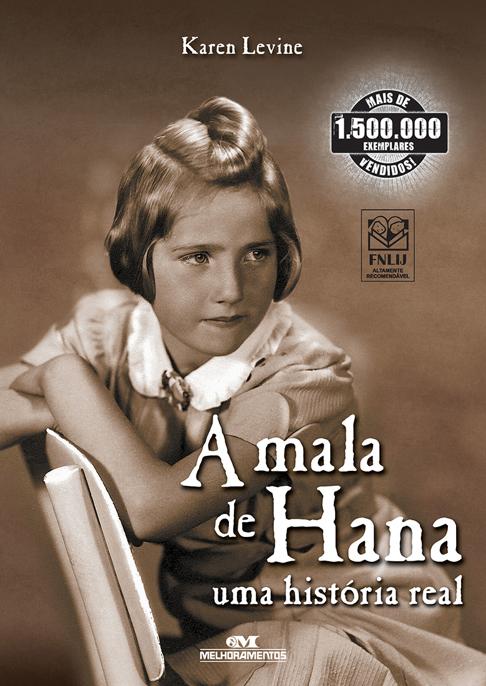 Karen Levine
MAIS DE
1.500.000
EXEMPLARES
VENDIDOS!
FNLIJ
ALTAMENTE
RECOMENDÁVEL
A mala
de Hana
uma história real
M
MELHORAMENTOS